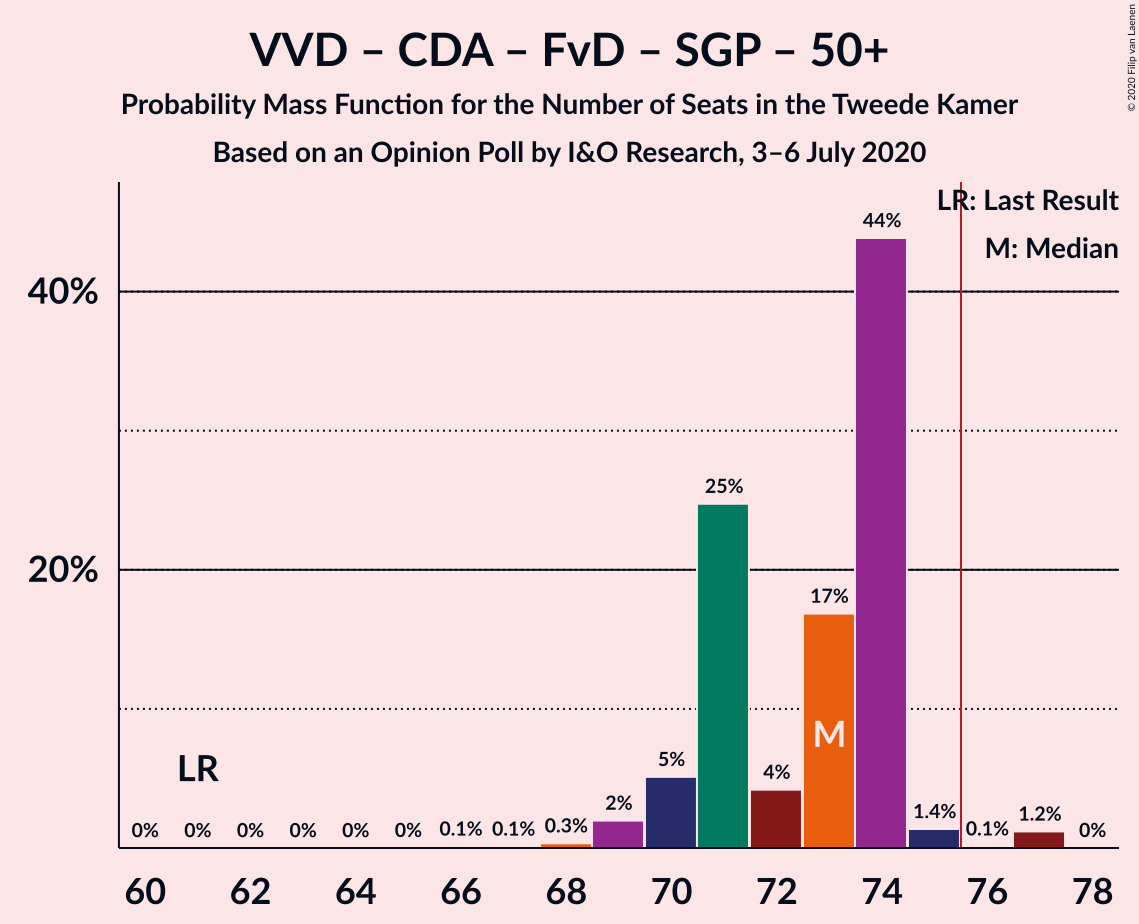 VVD – CDA – FvD – SGP – 50+
Probability Mass Function for the Number of Seats in the Tweede Kamer
Based on an Opinion Poll by I&O Research, 3–6 July 2020
© 2020 Filip van Laenen
LR: Last Result
M: Median
44%
40%
25%
20%
17%
M
LR
5%
4%
2%
1.4%
1.2%
0% 0% 0% 0% 0% 0% 0.1% 0.1% 0.3% 0.1% 0%
60 62 64 66 68 70 72 74 76 78